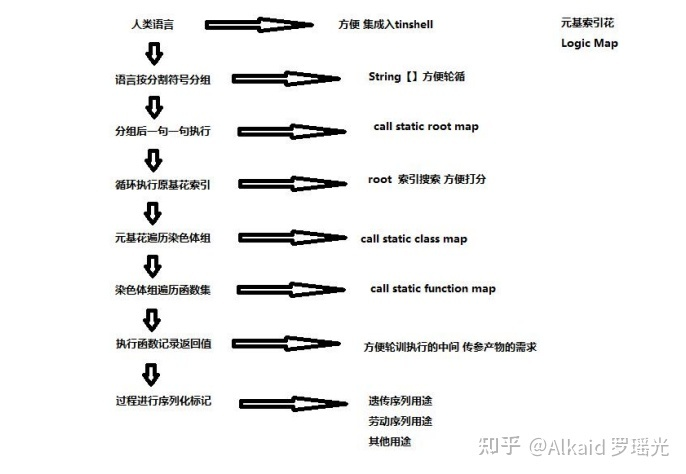 人类语言
方便 集成入tinshell
元基索引花
Logic Map
语言按分割符号分组
String【】方便轮循
分组后一句一句执行
call static root map
循环执行原基花索引
root 索引搜索 方便打分
元基花遍历染色体组
call static class map
染色体组遍历函数集
call static function map
执行函数记录返回值
方便轮训执行的中间 传参产物的需求
过程进行序列化标记
遗传序列用途
劳动序列用途
其他用途
知乎 @Alkaid 罗瑶光